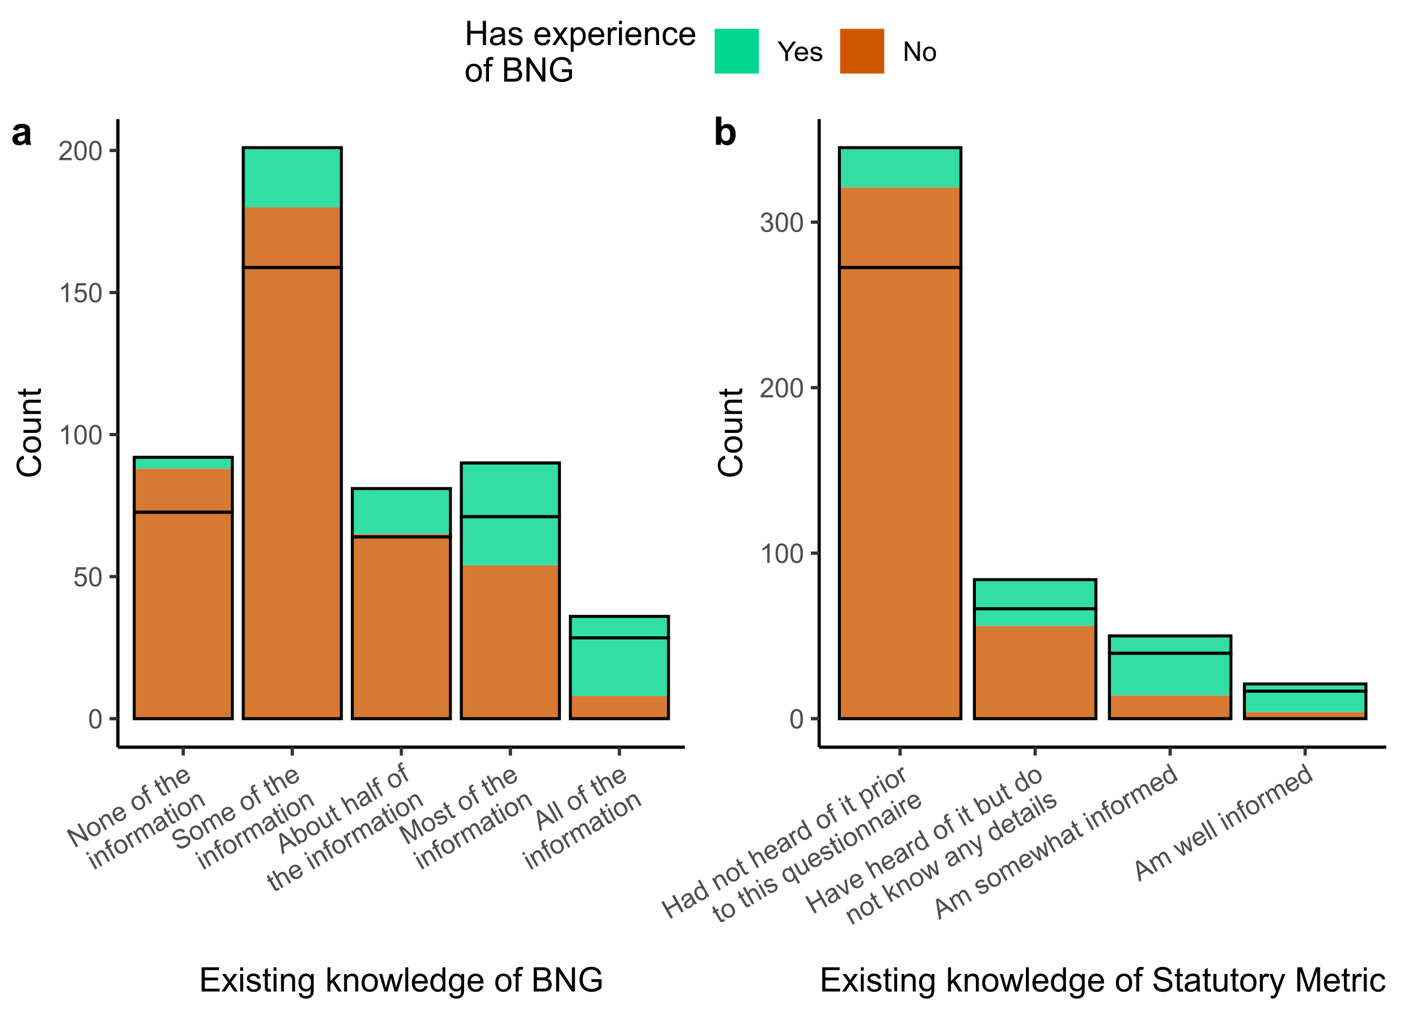 Has experience
of BNG
Yes
No
a
200
150
100
50
0
Count
None of the
information
Some of the
information
About half of
the information
Most of the
information
All of the
information
Existing knowledge of BNG
b
300
200
100
0
Count
Had not heard of it prior
to this questionnaire
Have heard of it but do
not know any details
Am somewhat informed
Am well informed
Existing knowledge of Statutory Metric